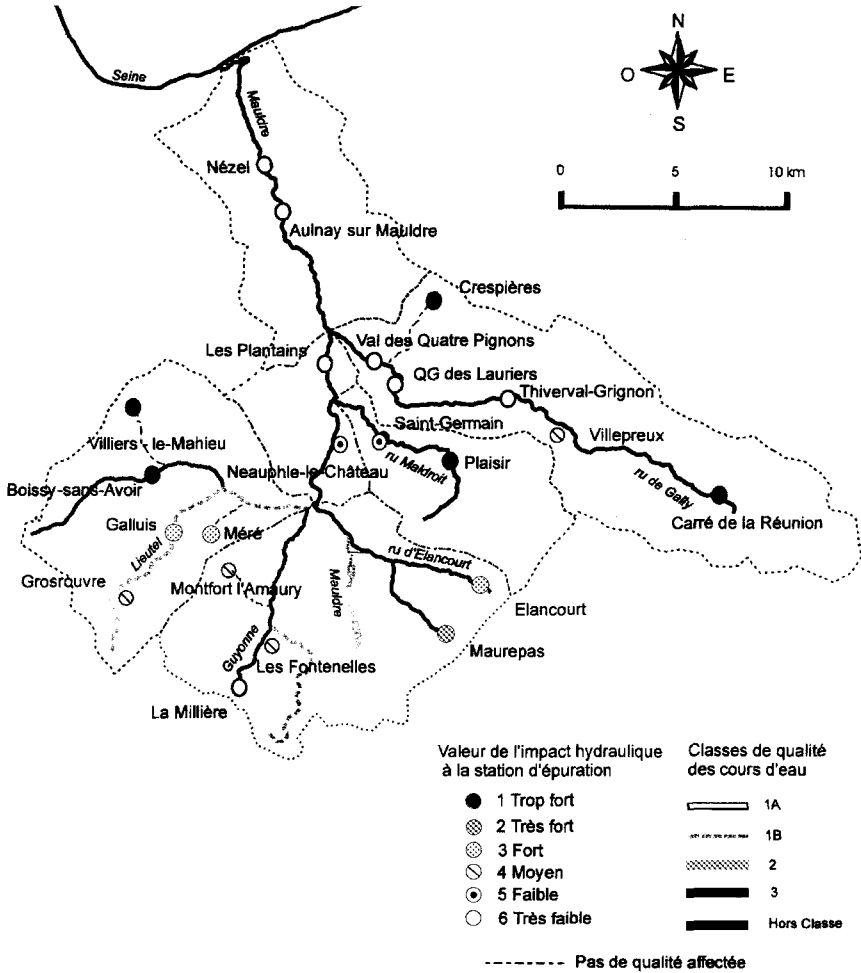 N
Seine
O
E
S
Mauldre
0
5
10 km
Nézel
Aulnay sur Mauldre
Crespières
Val des Quatre Pignons
Les Plantains
QG des Lauriers
Thiverval-Grignon
Saint-Germain
Villepreux
Villiers - le-Mahieu
Neauphle-le-Château
ru Maldroit
Plaisir
ru de Gally
Boissy-sans-Avoir
Carré de la Réunion
Galluis
Méré
Lieutel
ru d'Elancourt
Grosrouvre
Montfort l'Amaury
Mauldre
Elancourt
Guyonne
Maurepas
Les Fontenelles
La Millière
Valeur de l'impact hydraulique
à la station d'épuration
1 Trop fort
2 Très fort
3 Fort
4 Moyen
5 Faible
6 Très faible
Classes de qualité
des cours d'eau
1A
1B
2
3
Hors Classe
Pas de qualité affectée